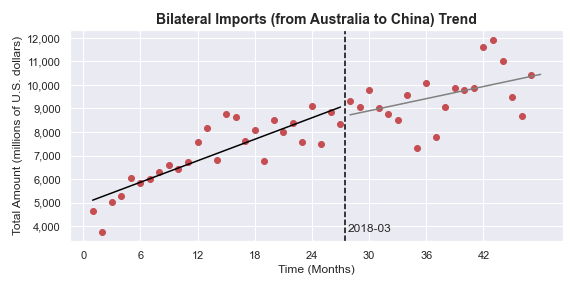 Bilateral Imports (from Australia to China) Trend
Total Amount (millions of U.S. dollars)
12,000
11,000
10,000
9,000
8,000
7,000
6,000
5,000
4,000
2018-03
0 6 12 18 24 30 36 42
Time (Months)